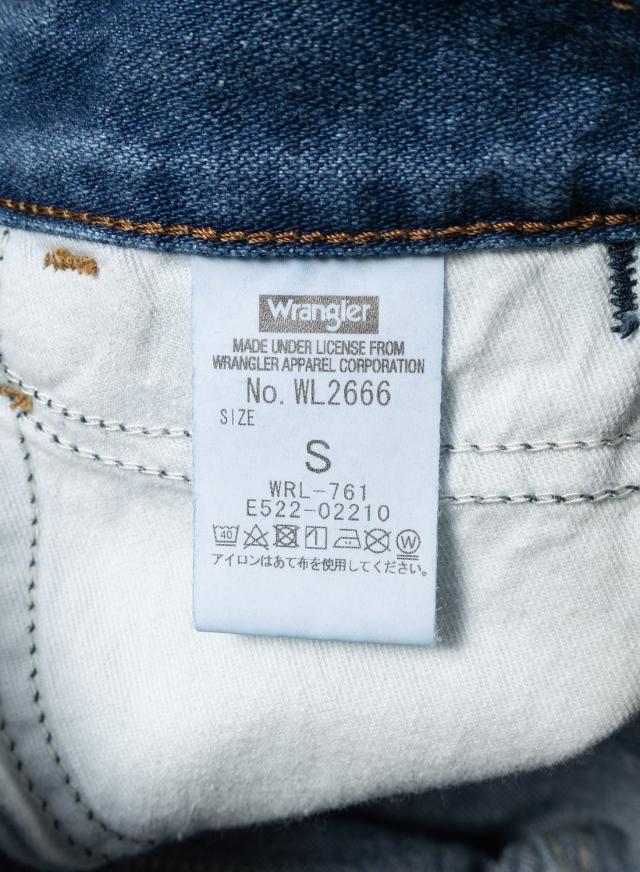 Wrangler
MADE UNDER LICENSE FROM
WRANGLER APPAREL CORPORATION
No. WL2666
SIZE
S
WRL-761
E522-02210
40 W
アイロンはあて布を使用してください。